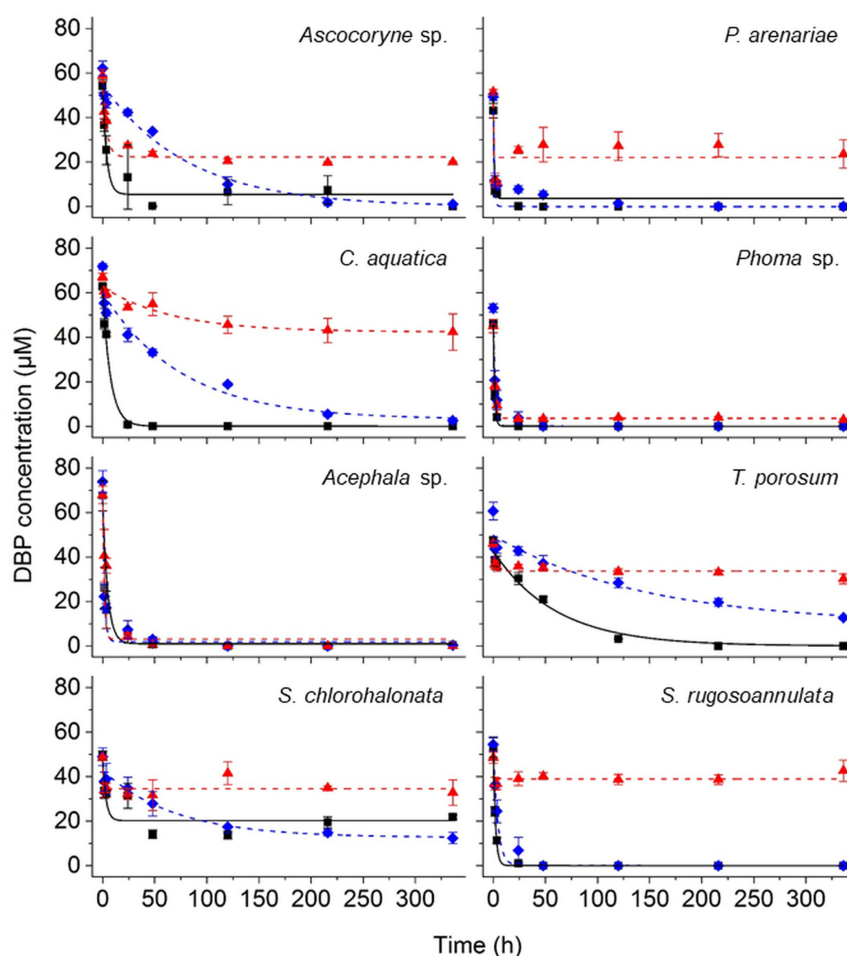 80
60
40
20
0
Ascocoryne sp.
P. arenariae
80
60
40
20
0
C. aquatica
Phoma sp.
80
60
40
20
0
Acephala sp.
T. porosum
80
60
40
20
0
S. chlorohalonata
S. rugosoannulata
0 50 100 150 200 250 300 0 50 100 150 200 250 300
DBP concentration (µM)
Time (h)